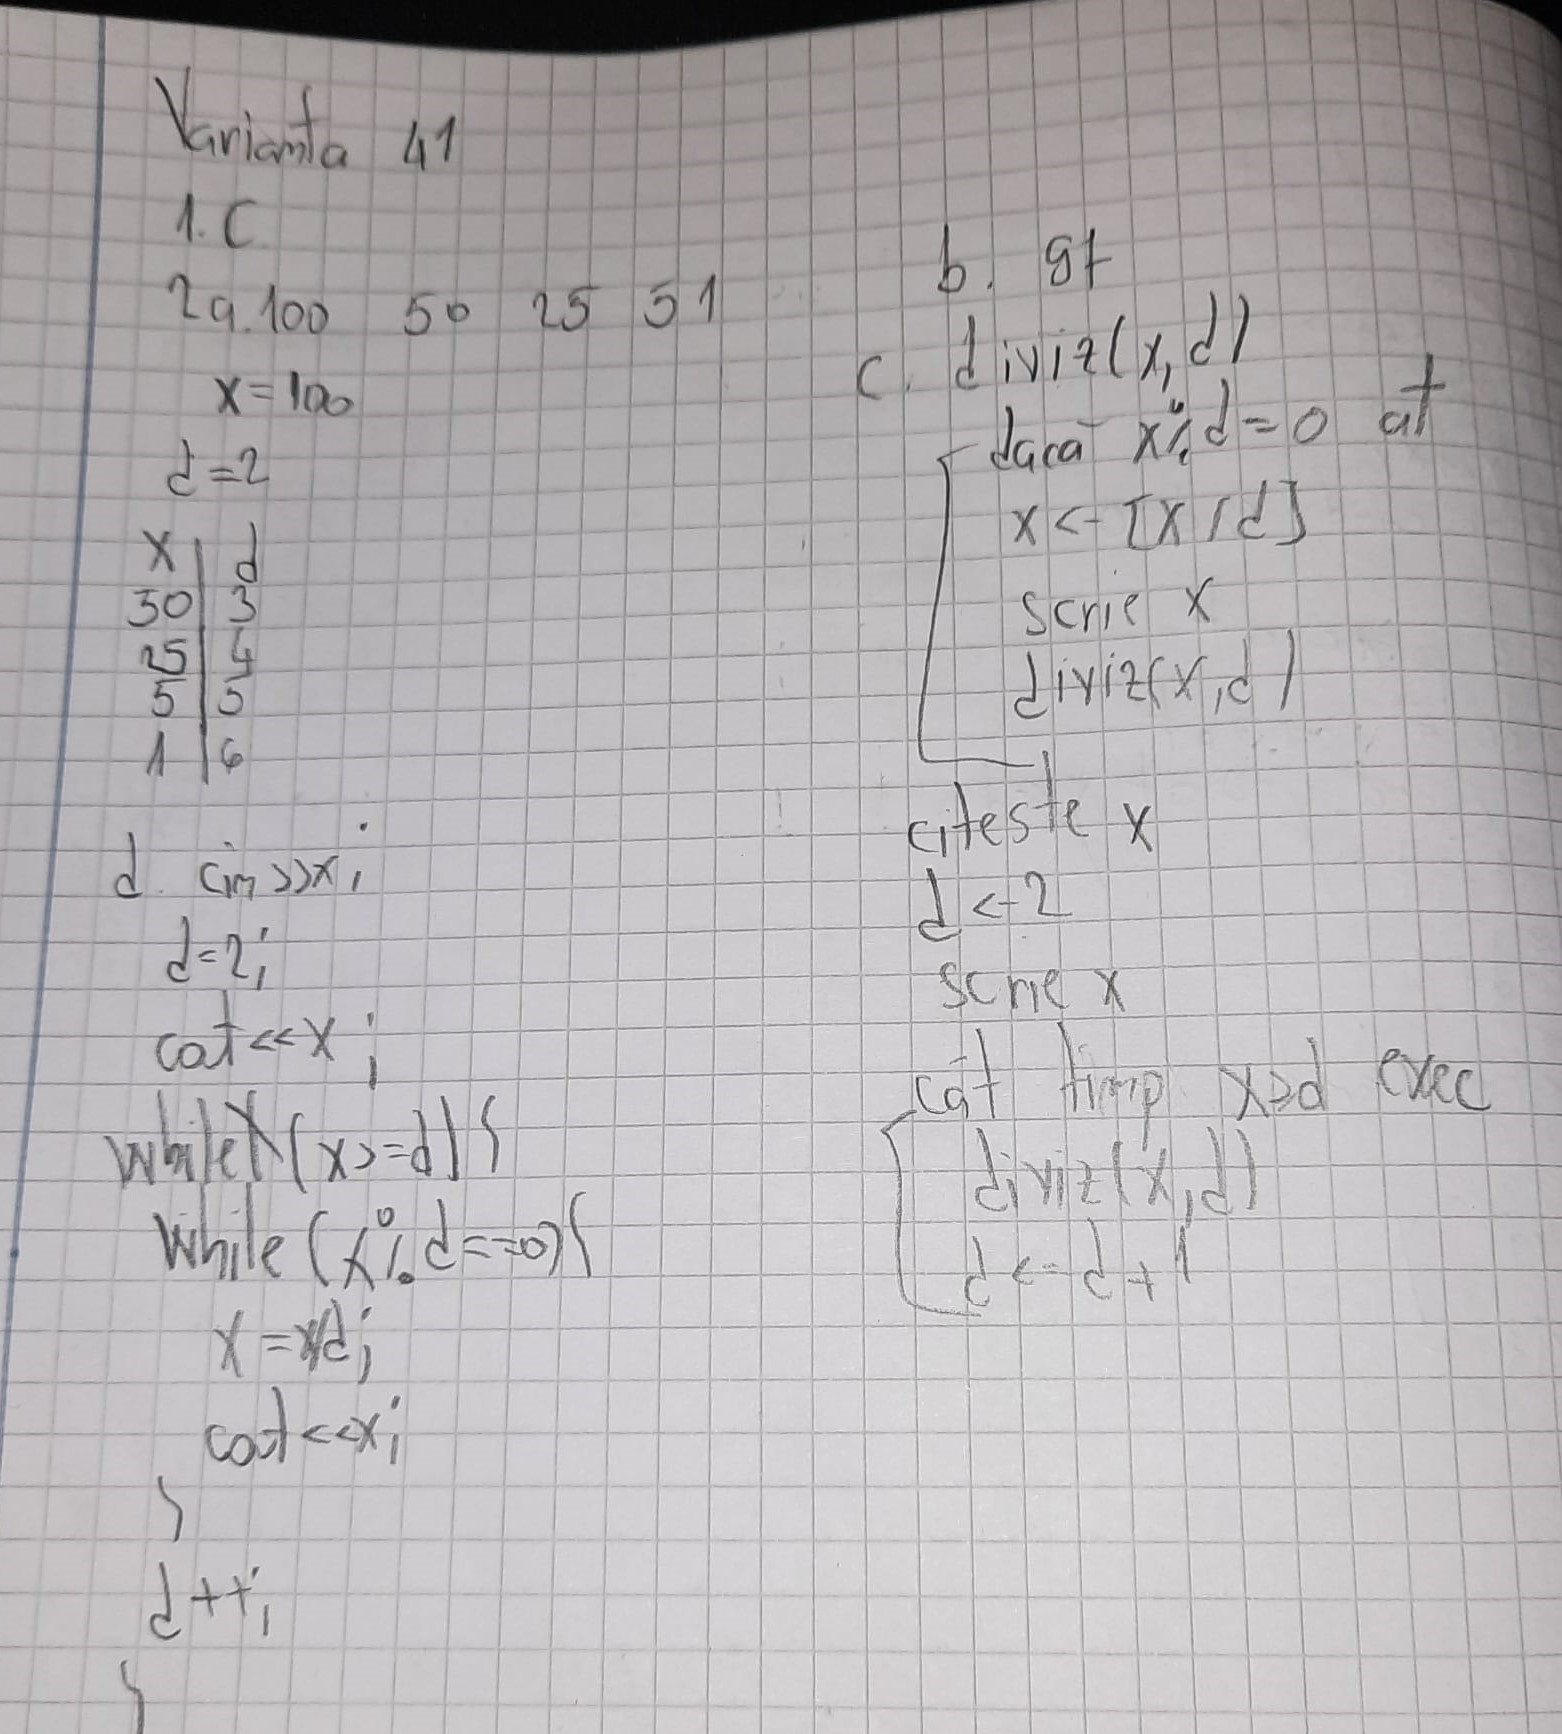 Varianta 41
1. C
2a. 100 50 25 5 1
x=100
d=2
x | d
50 | 3
25 | 4
5 | 5
1 | 6
d. cin>>x;
d=2;
cout<<x;
while (x>=d){
while (x%d==0){
x=x/d;
cout<<x;
}
d++;
}
b. 97
c. diviz(x,d)
dacă x%d=0 at
x<-[x/d]
scrie x
diviz(x,d)
citeste x
d<-2
scrie x
cât timp x≥d exec
diviz(x,d)
d<-d+1